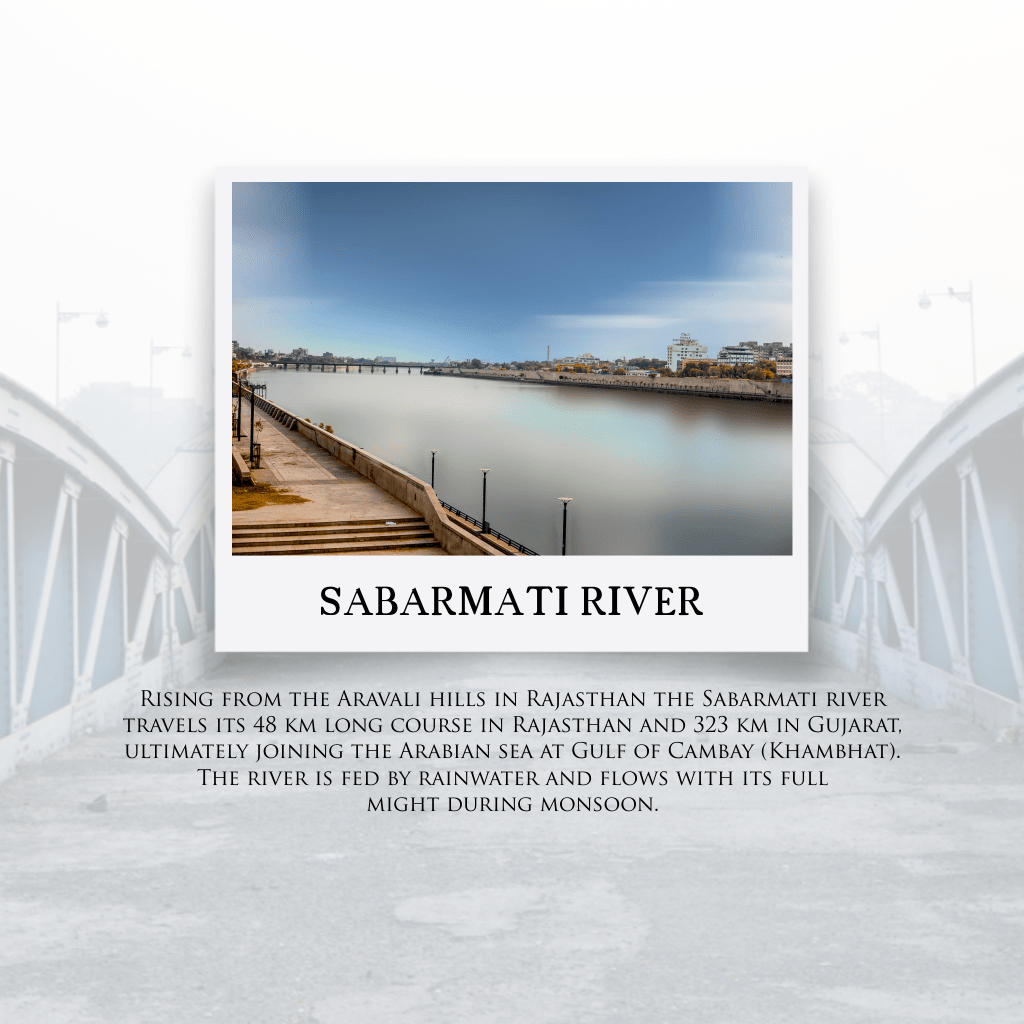 SABARMATI RIVER
Rising from the Aravali hills in Rajasthan the Sabarmati river
travels its 48 km long course in Rajasthan and 323 km in Gujarat,
ultimately joining the Arabian sea at Gulf of Cambay (Khambhat).
The river is fed by rainwater and flows with its full
might during monsoon.